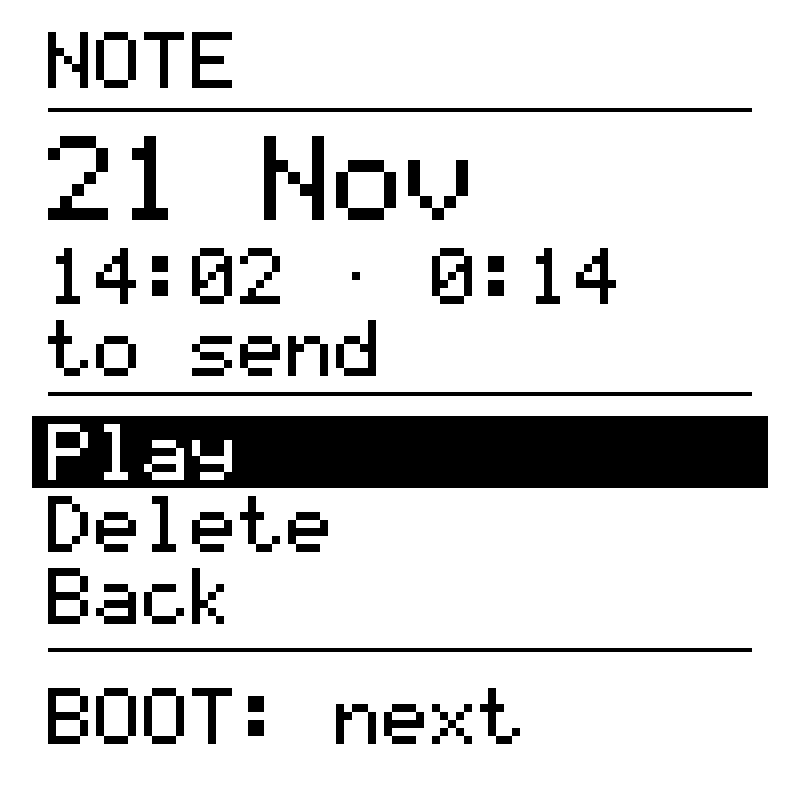 NOTE
21 Nov
14:02 · 0:14
to send
Play
Delete
Back
BOOT: next